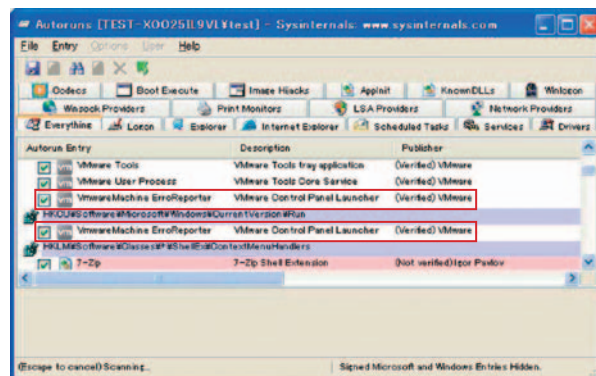 Autoruns [TEST-X0025IL9VL¥test] - Sysinternals: www.sysinternals.com
File Entry Options User Help
Codecs Boot Execute Image Hijacks AppInit KnownDLLs Winlogon
Winsock Providers Print Monitors LSA Providers Network Providers
Everything Logon Explorer Internet Explorer Scheduled Tasks Services Drivers
Autorun Entry Description Publisher
VMware Tools VMware Tools tray application (Verified) VMware
VMware User Process VMware Tools Core Service (Verified) VMware
VmwareMachine ErroReporter VMware Control Panel Launcher (Verified) VMware
HKCU¥Software¥Microsoft¥Windows¥CurrentVersion¥Run
VmwareMachine ErroReporter VMware Control Panel Launcher (Verified) VMware
HKLM¥Software¥Classes¥*¥ShellEx¥ContextMenuHandlers
7-Zip 7-Zip Shell Extension (Not verified) Igor Pavlov
(Escape to cancel) Scanning... Signed Microsoft and Windows Entries Hidden.